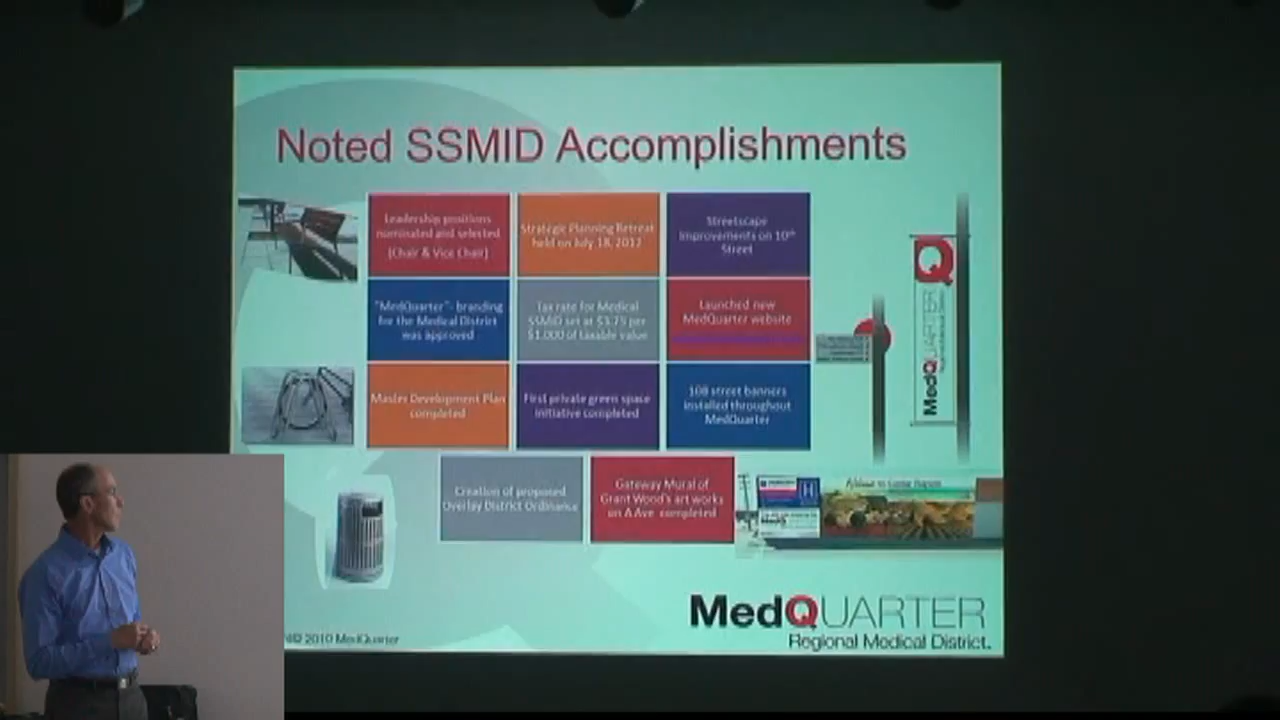 Noted SSMID Accomplishments
Leadership positions
nominated and selected
(Chair & Vice Chair)
Strategic Planning Retreat
held on July 18, 2012
Streetscape
improvements on 10th
Street
"MedQuarter"- branding
for the Medical District
was approved
Tax rate for Medical
SSMID set at $3.75 per
$1,000 of taxable value
Launched new
MedQuarter website
Master Development Plan
completed
First private green space
initiative completed
108 street banners
installed throughout
MedQuarter
Creation of proposed
Overlay District Ordinance
Gateway Mural of
Grant Wood's art works
on A Ave completed
Q
MedQUARTER
Regional Medical District
H
MedQUARTER
Regional Medical District.
© 2010 MedQuarter